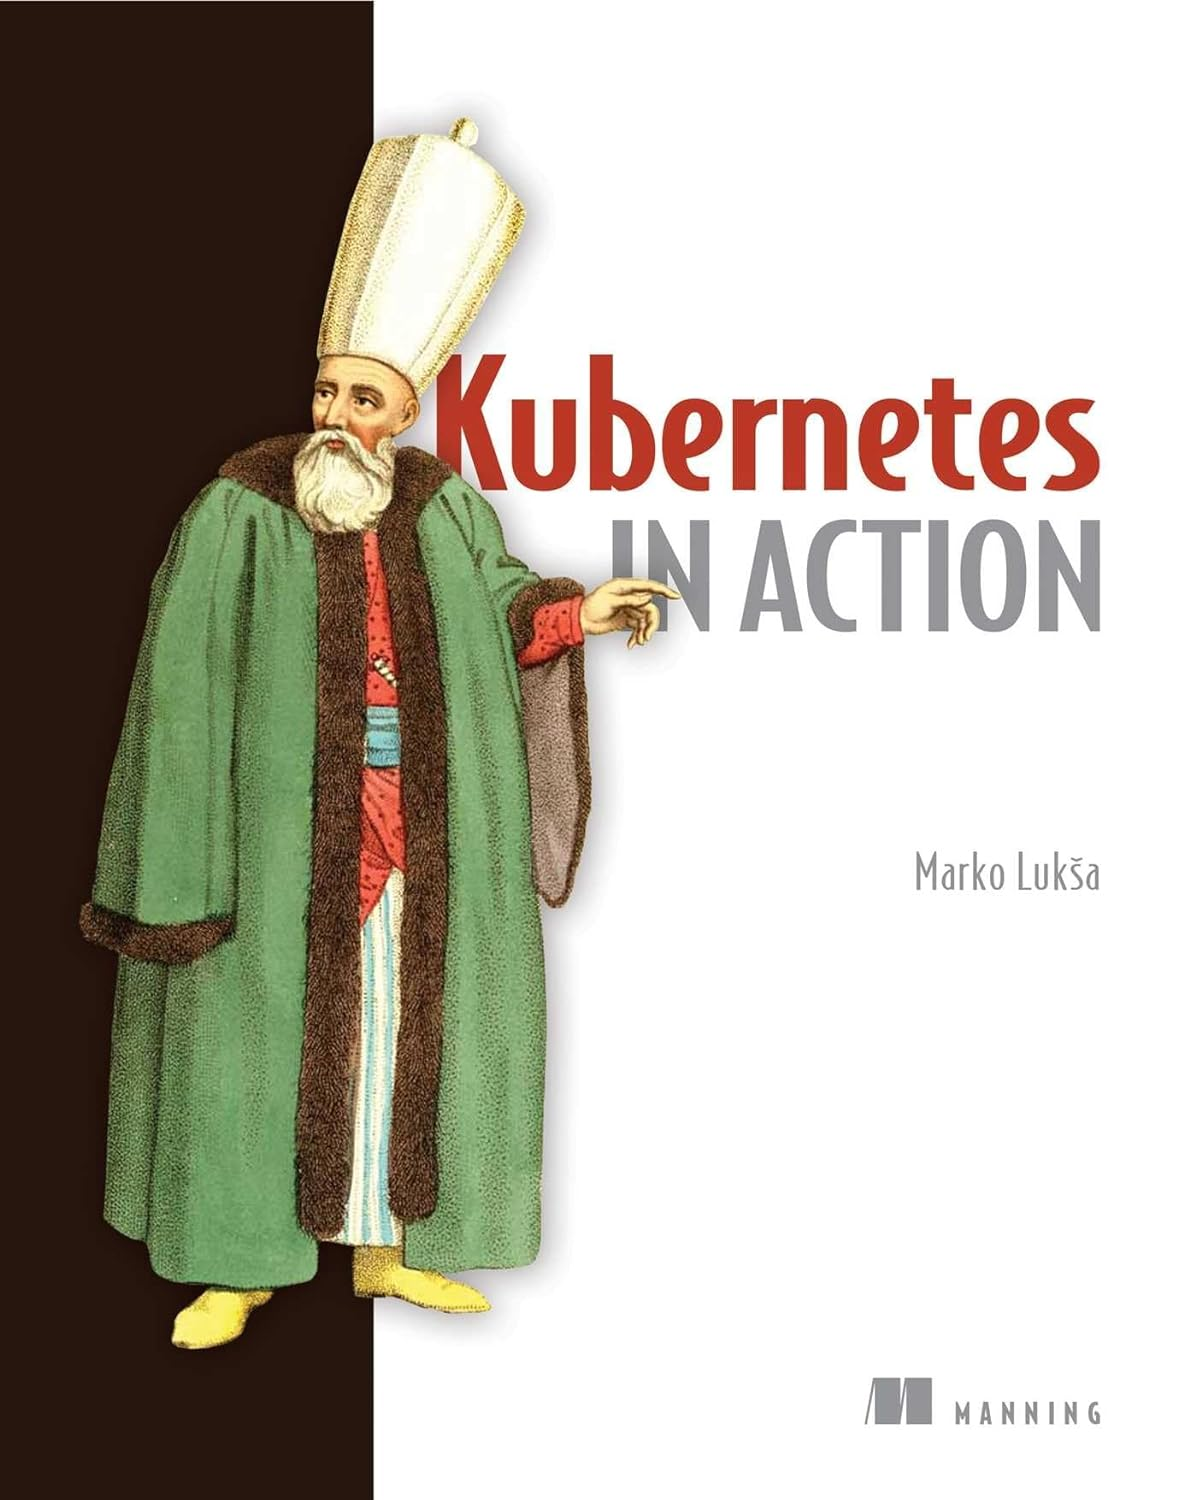 Kubernetes
IN ACTION
Marko Lukša
MANNING